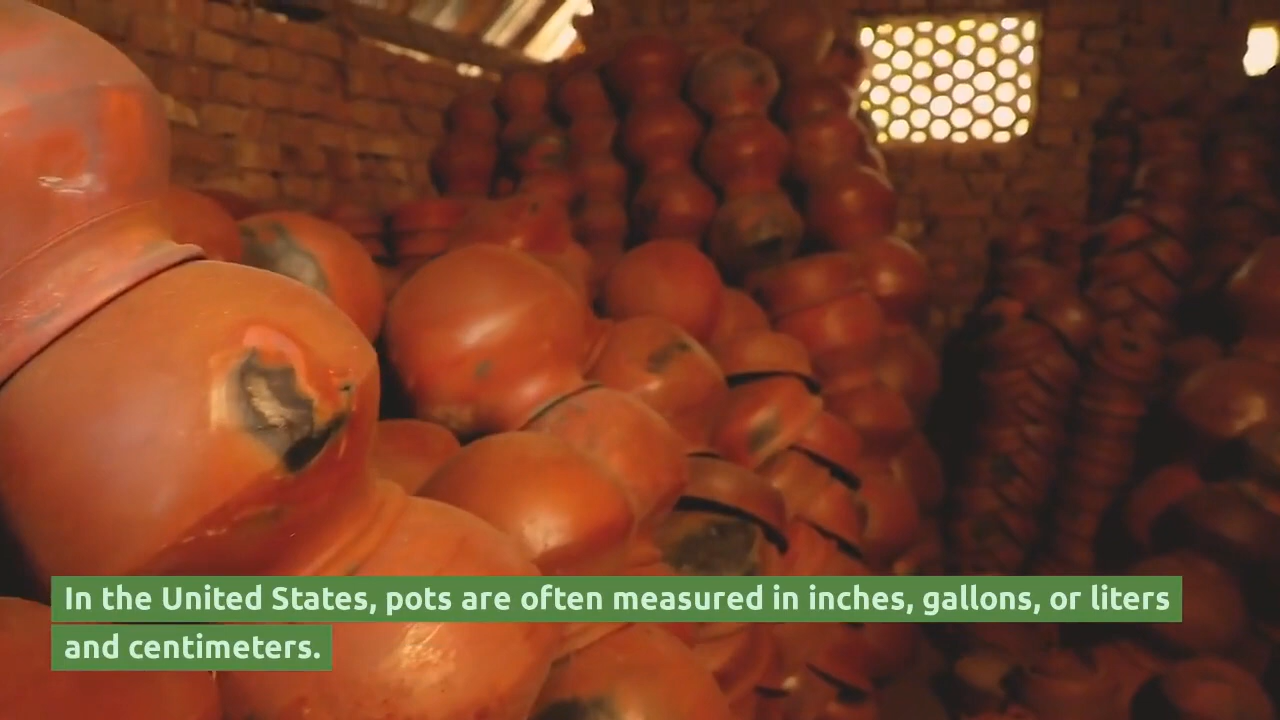 In the United States, pots are often measured in inches, gallons, or liters
and centimeters.